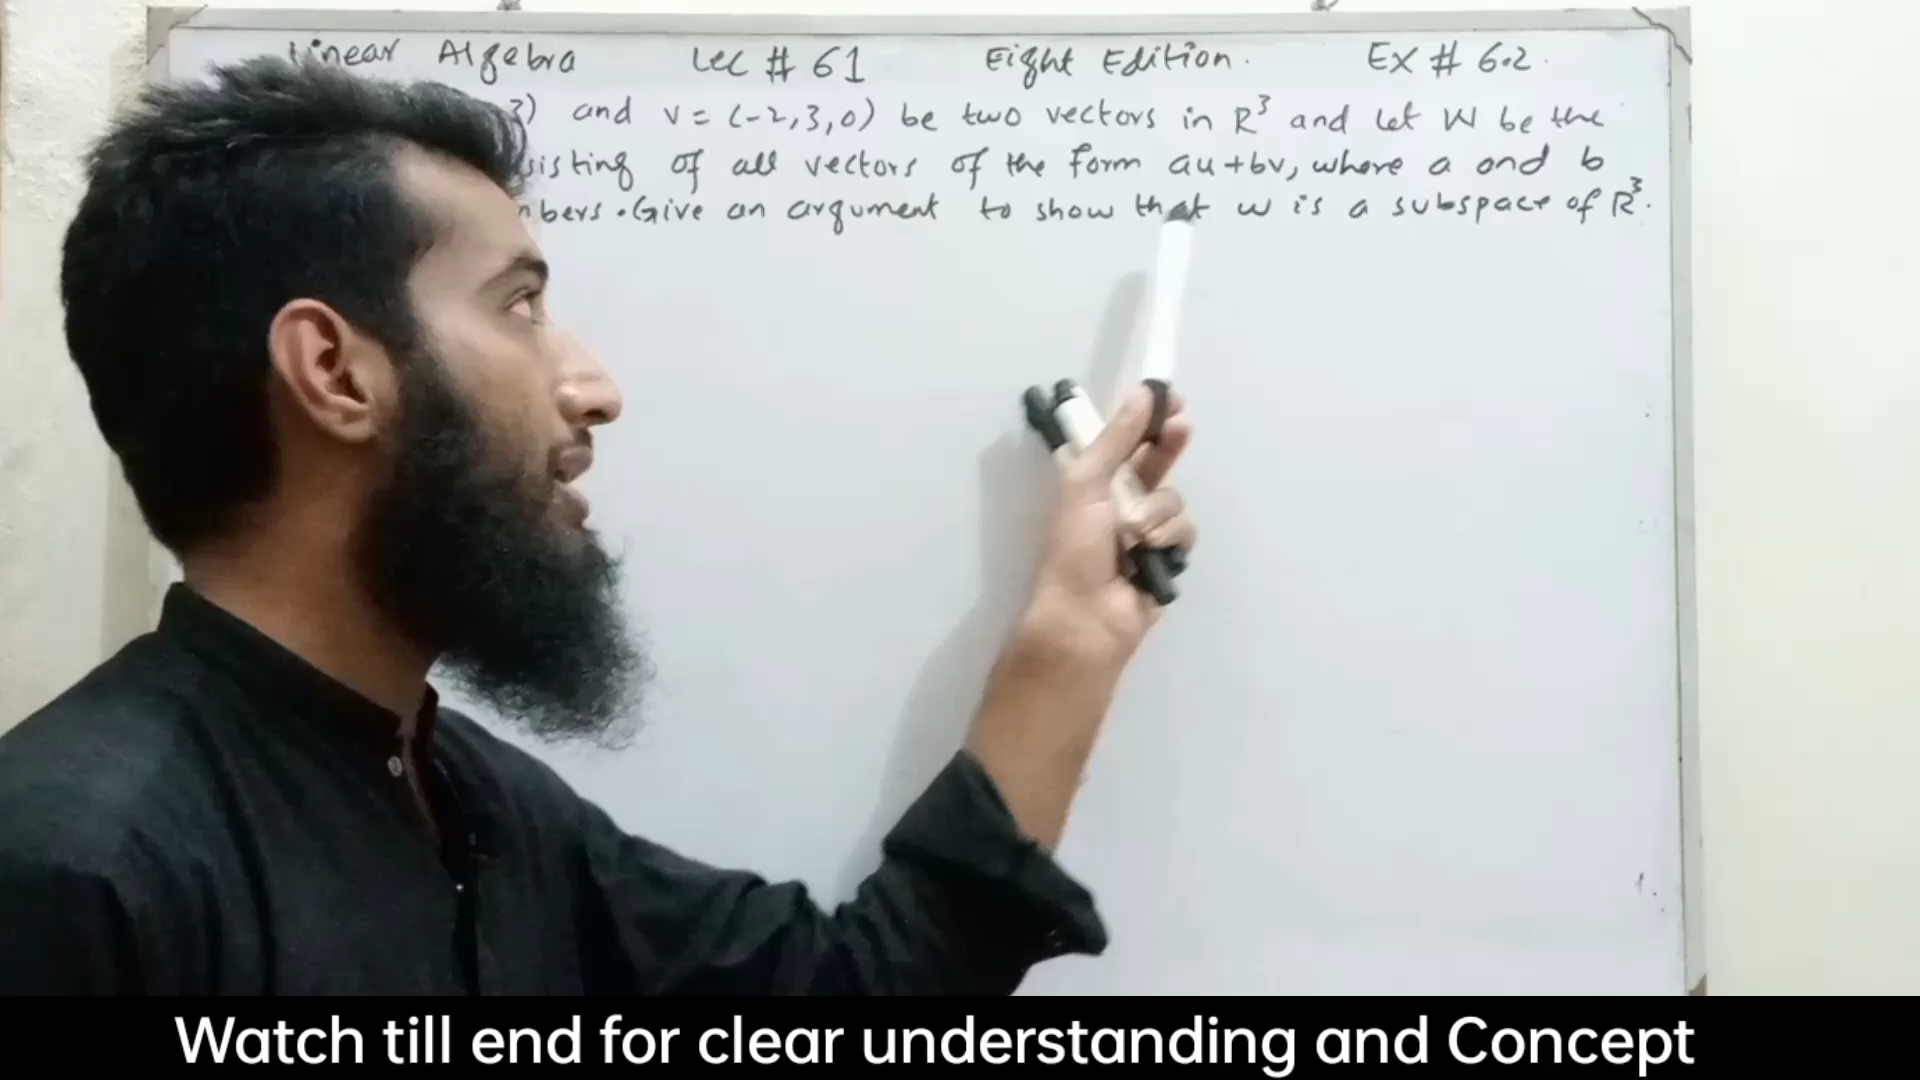 Linear Algebra Lec # 61 Eight Edition. Ex # 6.2.
3) and v = (-2,3,0) be two vectors in R³ and let W be the
sisting of all vectors of the form au+bv, where a and b
nbers. Give an argument to show that w is a subspace of R³.
Watch till end for clear understanding and Concept